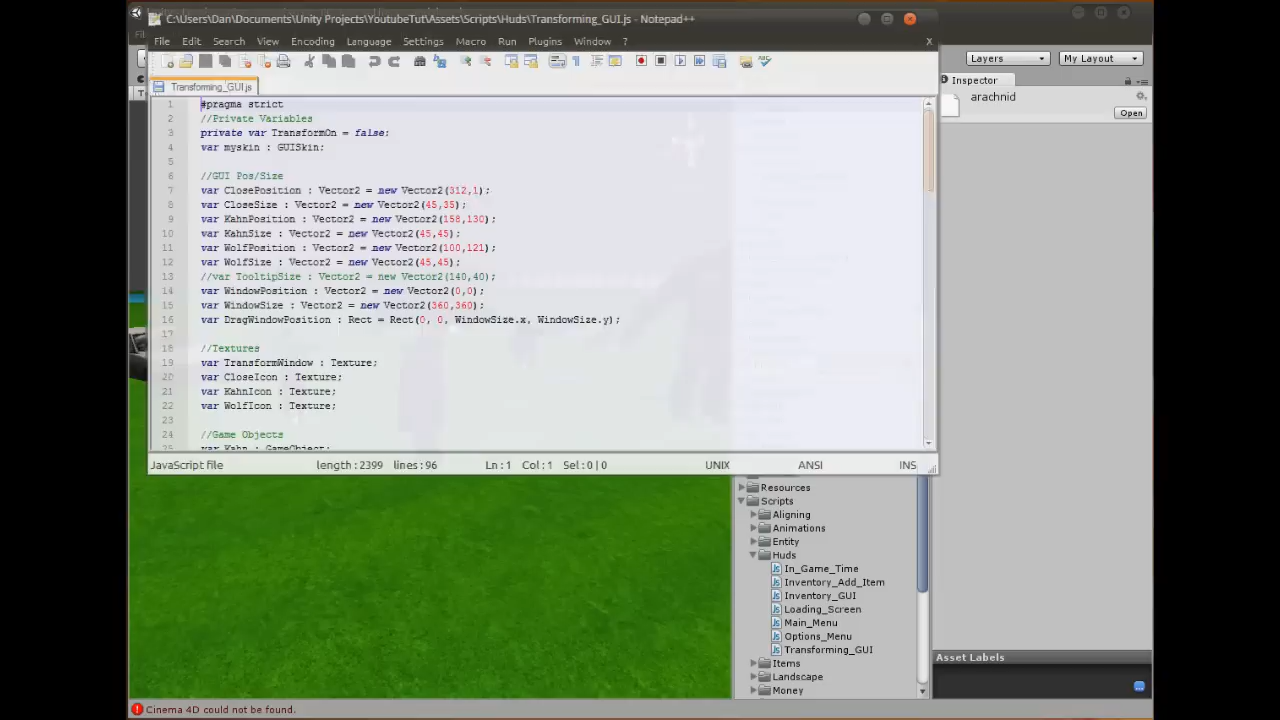 C:\Users\Dan\Documents\Unity Projects\YoutubeTut\Assets\Scripts\Huds\Transforming_GUI.js - Notepad++
File Edit Search View Encoding Language Settings Macro Run Plugins Window ? X
Layers My Layout
Transforming_GUI.js
Inspector
arachnid
Open
1 #pragma strict
2 //Private Variables
3 private var TransformOn = false;
4 var myskin : GUISkin;
5
6 //GUI Pos/Size
7 var ClosePosition : Vector2 = new Vector2(312,1);
8 var CloseSize : Vector2 = new Vector2(45,35);
9 var KahnPosition : Vector2 = new Vector2(158,130);
10 var KahnSize : Vector2 = new Vector2(45,45);
11 var WolfPosition : Vector2 = new Vector2(100,121);
12 var WolfSize : Vector2 = new Vector2(45,45);
13 //var TooltipSize : Vector2 = new Vector2(140,40);
14 var WindowPosition : Vector2 = new Vector2(0,0);
15 var WindowSize : Vector2 = new Vector2(360,360);
16 var DragWindowPosition : Rect = Rect(0, 0, WindowSize.x, WindowSize.y);
17
18 //Textures
19 var TransformWindow : Texture;
20 var CloseIcon : Texture;
21 var KahnIcon : Texture;
22 var WolfIcon : Texture;
23
24 //Game Objects
25 var Kahn : GameObject;
JavaScript file length : 2399 lines : 96 Ln : 1 Col : 1 Sel : 0 | 0 UNIX ANSI INS
Resources
Scripts
Aligning
Animations
Entity
Huds
In_Game_Time
Inventory_Add_Item
Inventory_GUI
Loading_Screen
Main_Menu
Options_Menu
Transforming_GUI
Items
Landscape
Money
Asset Labels
Cinema 4D could not be found.